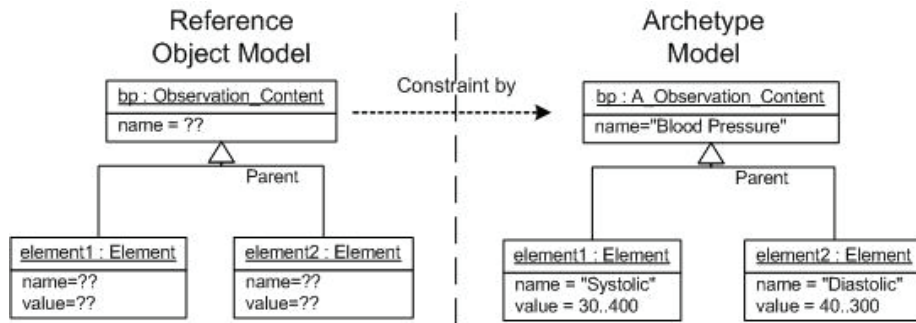 Reference
Object Model
Archetype
Model
bp : Observation_Content
name = ??
Constraint by
bp : A_Observation_Content
name="Blood Pressure"
Parent
Parent
element1 : Element
name=??
value=??
element2 : Element
name=??
value=??
element1 : Element
name = "Systolic"
value = 30..400
element2 : Element
name = "Diastolic"
value = 40..300